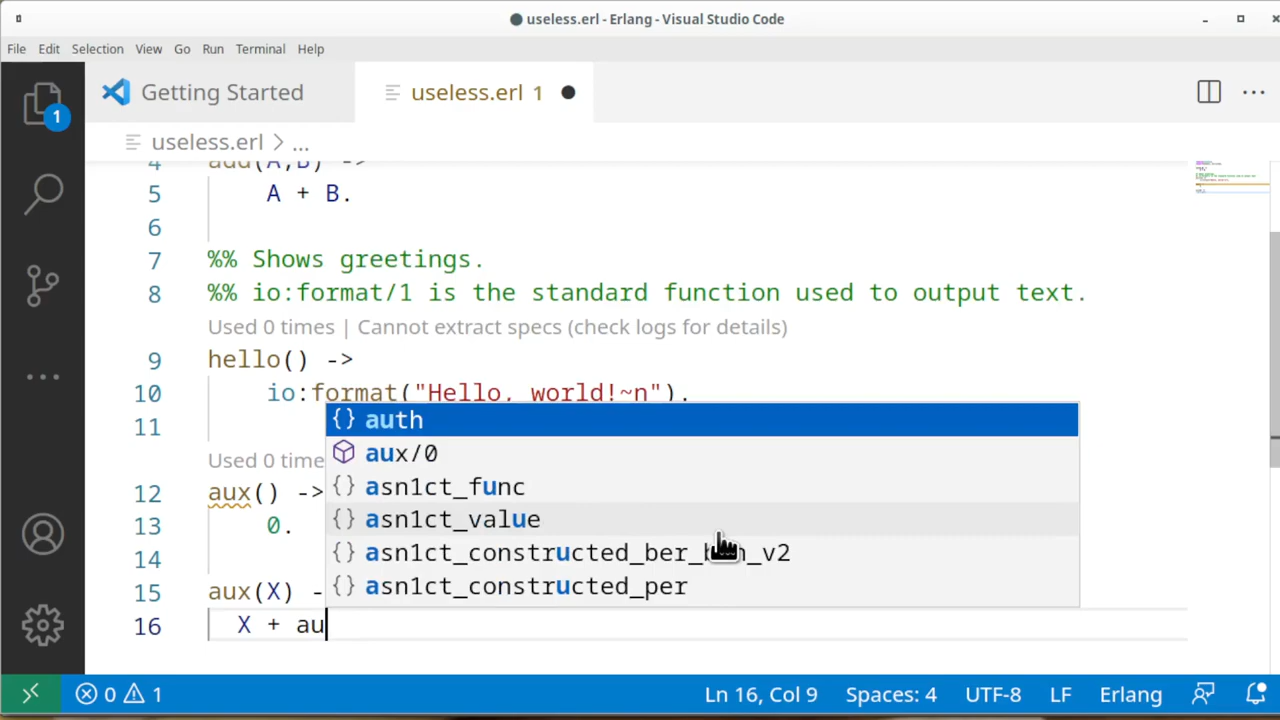 useless.erl - Erlang - Visual Studio Code
File Edit Selection View Go Run Terminal Help
Getting Started
useless.erl 1
1
useless.erl > ...
4 add(A,B) ->
5 A + B.
6
7 %% Shows greetings.
8 %% io:format/1 is the standard function used to output text.
Used 0 times | Cannot extract specs (check logs for details)
9 hello() ->
10 io:format("Hello, world!~n").
11
auth
aux/0
Used 0 time
asn1ct_func
12 aux() ->
asn1ct_value
13 0.
asn1ct_constructed_ber_bin_v2
14
asn1ct_constructed_per
15 aux(X) -
16 X + au
0 1
Ln 16, Col 9 Spaces: 4 UTF-8 LF Erlang